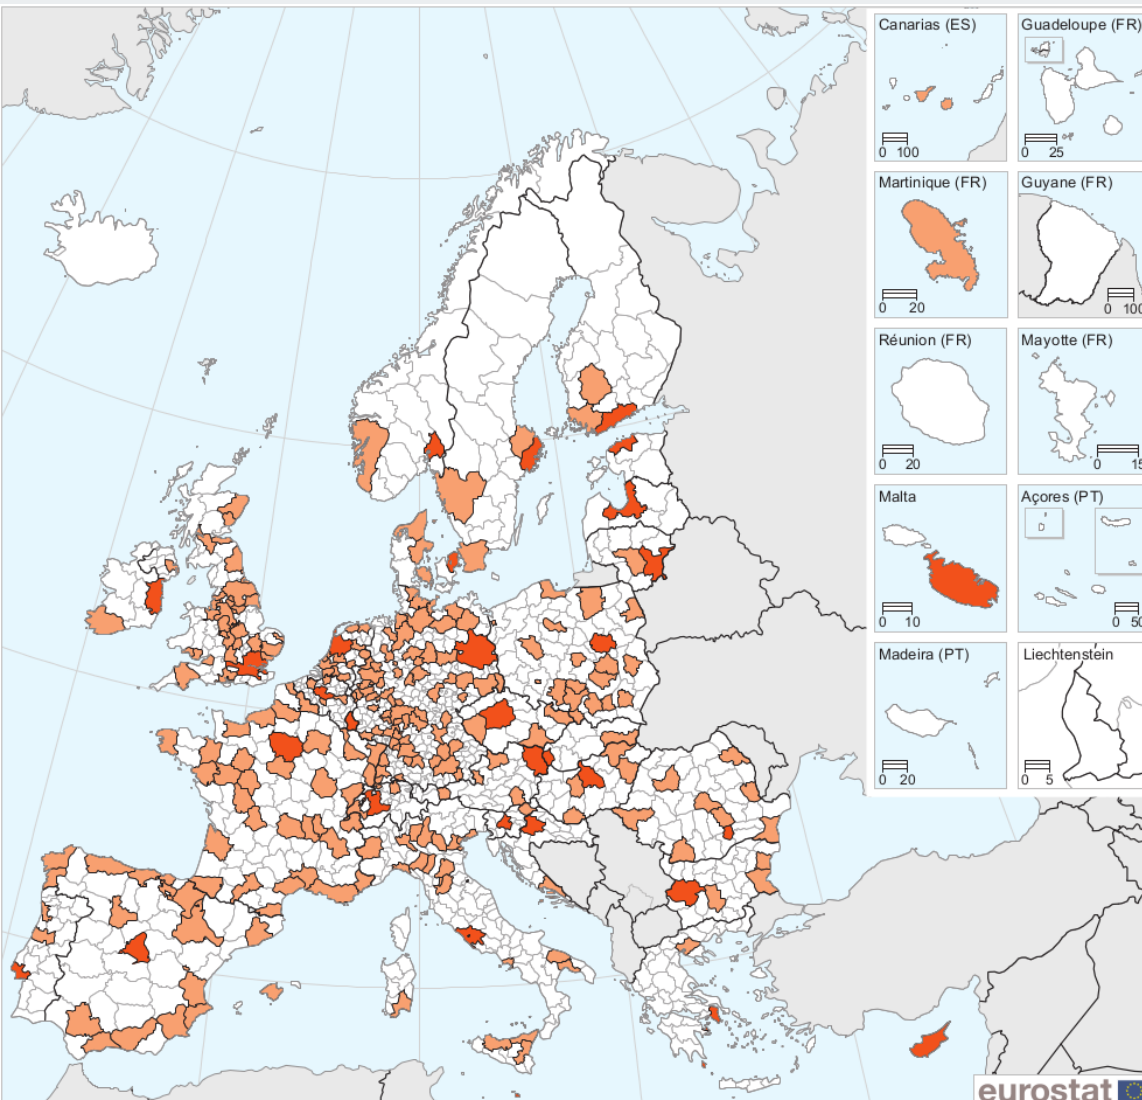 Canarias (ES)
0 100
Guadeloupe (FR)
0 25
Martinique (FR)
0 20
Guyane (FR)
0 100
Réunion (FR)
0 20
Mayotte (FR)
0 15
Malta
0 10
Açores (PT)
0 50
Madeira (PT)
0 20
Liechtenstein
0 5
eurostat